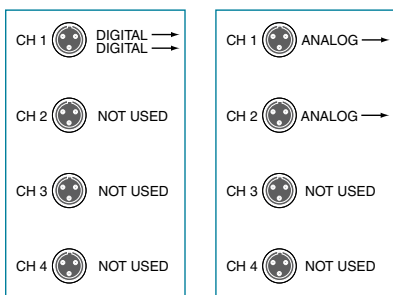 CH 1 DIGITAL
DIGITAL
CH 2 NOT USED
CH 3 NOT USED
CH 4 NOT USED
CH 1 ANALOG
CH 2 ANALOG
CH 3 NOT USED
CH 4 NOT USED